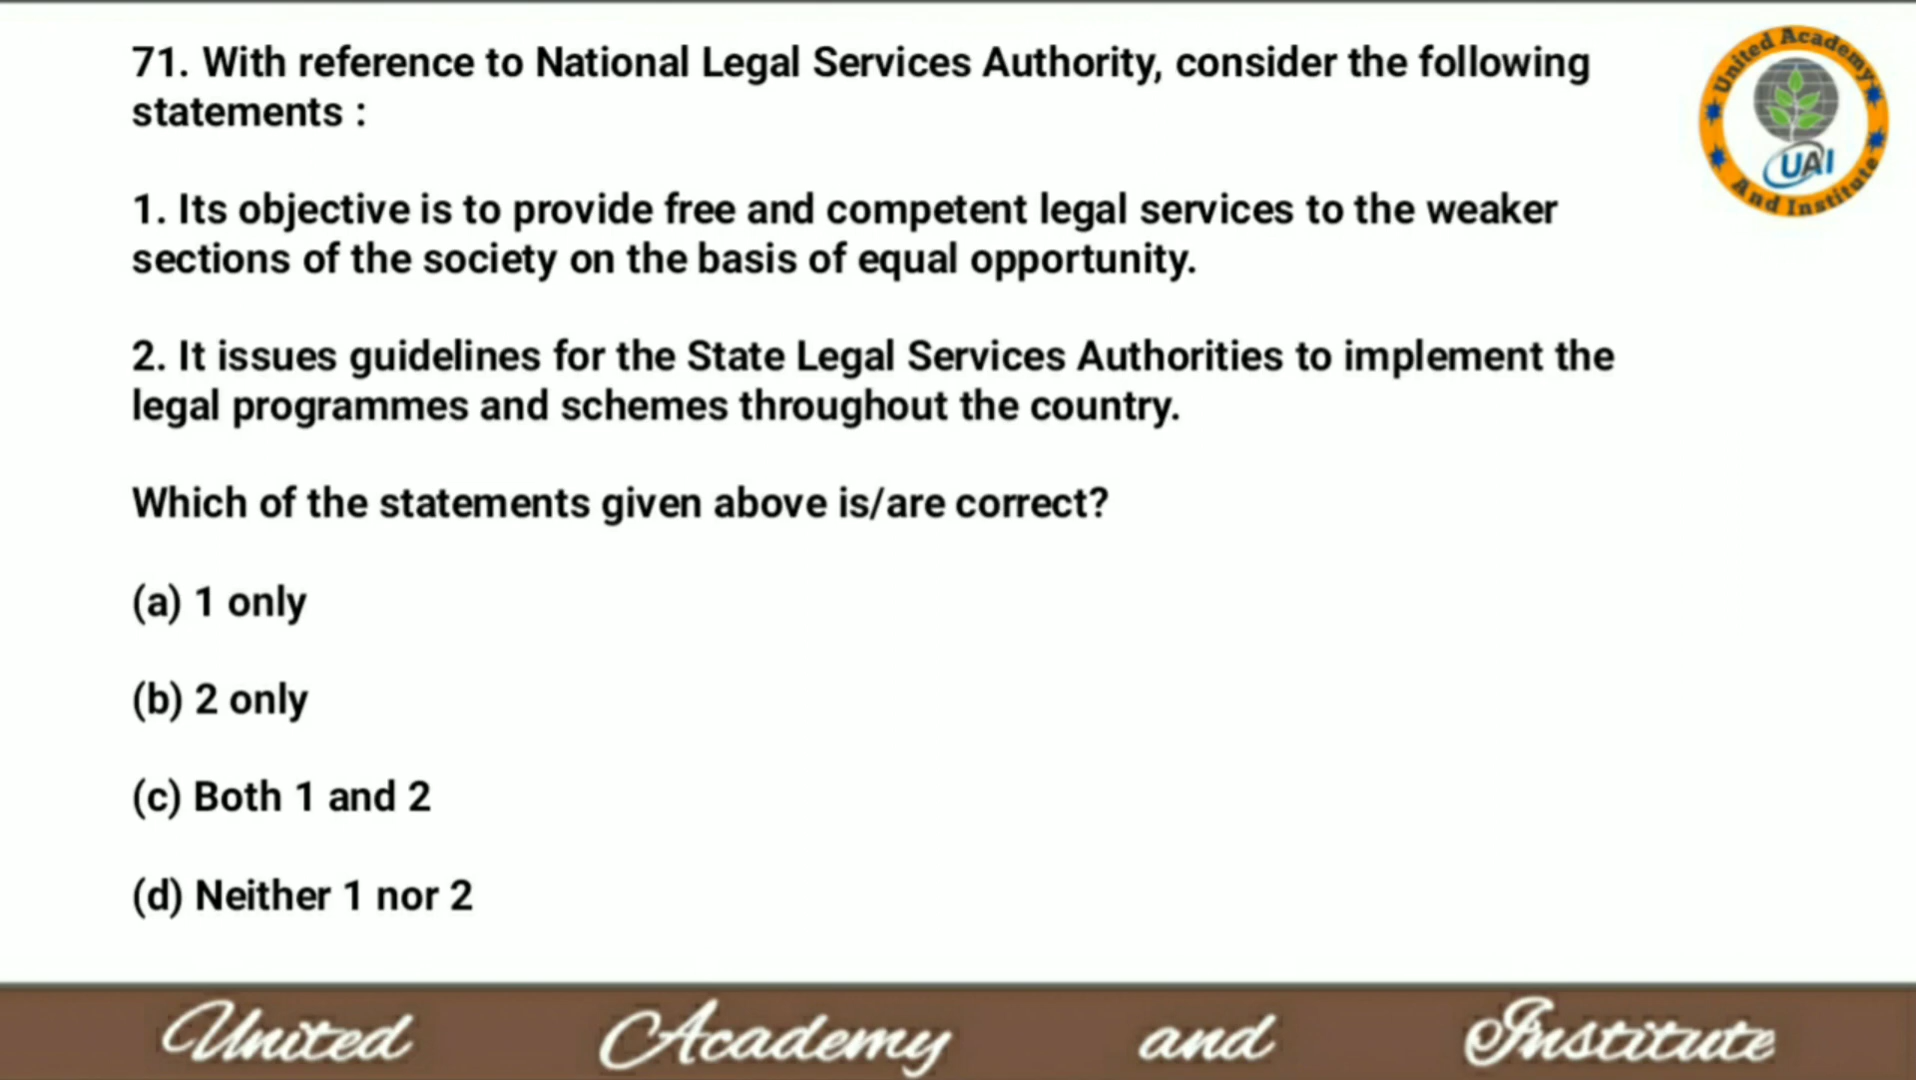 71. With reference to National Legal Services Authority, consider the following
statements :
1. Its objective is to provide free and competent legal services to the weaker
sections of the society on the basis of equal opportunity.
2. It issues guidelines for the State Legal Services Authorities to implement the
legal programmes and schemes throughout the country.
Which of the statements given above is/are correct?
(a) 1 only
(b) 2 only
(c) Both 1 and 2
(d) Neither 1 nor 2
United Academy
UAI
And Institute
United Academy and Institute